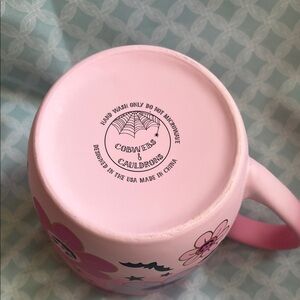 HAND WASH ONLY DO NOT MICROWAVE
COBWEBS
&
CAULDRONS
DESIGNED IN THE USA MADE IN CHINA